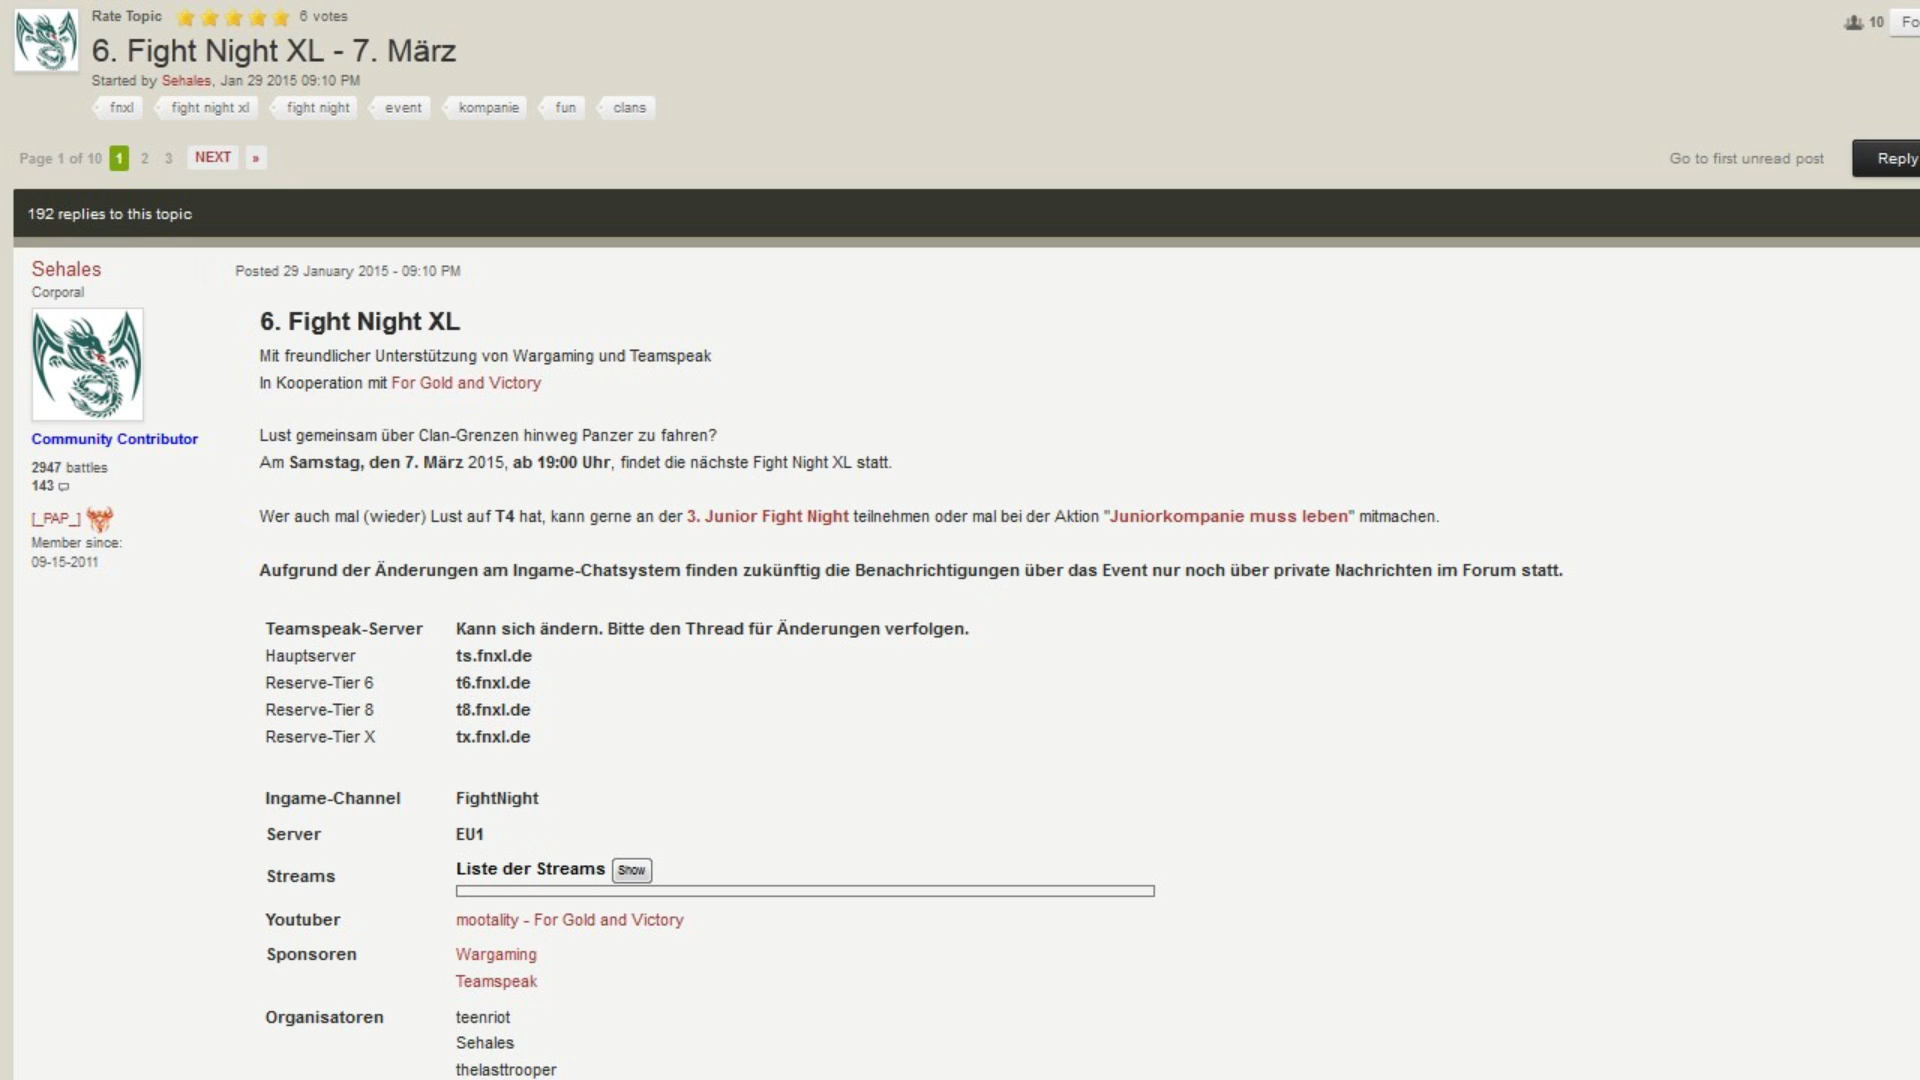 Rate Topic 6 votes
6. Fight Night XL - 7. März
Started by Sehales, Jan 29 2015 09:10 PM
fnxl fight night xl fight night event kompanie fun clans
10
Page 1 of 10 1 2 3 NEXT »
Go to first unread post Reply
192 replies to this topic
Sehales
Corporal
Community Contributor
2947 battles
143
[_PAP_]
Member since:
09-15-2011
Posted 29 January 2015 - 09:10 PM
6. Fight Night XL
Mit freundlicher Unterstützung von Wargaming und Teamspeak
In Kooperation mit For Gold and Victory
Lust gemeinsam über Clan-Grenzen hinweg Panzer zu fahren?
Am Samstag, den 7. März 2015, ab 19:00 Uhr, findet die nächste Fight Night XL statt.
Wer auch mal (wieder) Lust auf T4 hat, kann gerne an der 3. Junior Fight Night teilnehmen oder mal bei der Aktion "Juniorkompanie muss leben" mitmachen.
Aufgrund der Änderungen am Ingame-Chatsystem finden zukünftig die Benachrichtigungen über das Event nur noch über private Nachrichten im Forum statt.
Teamspeak-Server Kann sich ändern. Bitte den Thread für Änderungen verfolgen.
Hauptserver ts.fnxl.de
Reserve-Tier 6 t6.fnxl.de
Reserve-Tier 8 t8.fnxl.de
Reserve-Tier X tx.fnxl.de
Ingame-Channel FightNight
Server EU1
Streams Liste der Streams Show
Youtuber mootality - For Gold and Victory
Sponsoren Wargaming
Teamspeak
Organisatoren teenriot
Sehales
thelasttrooper